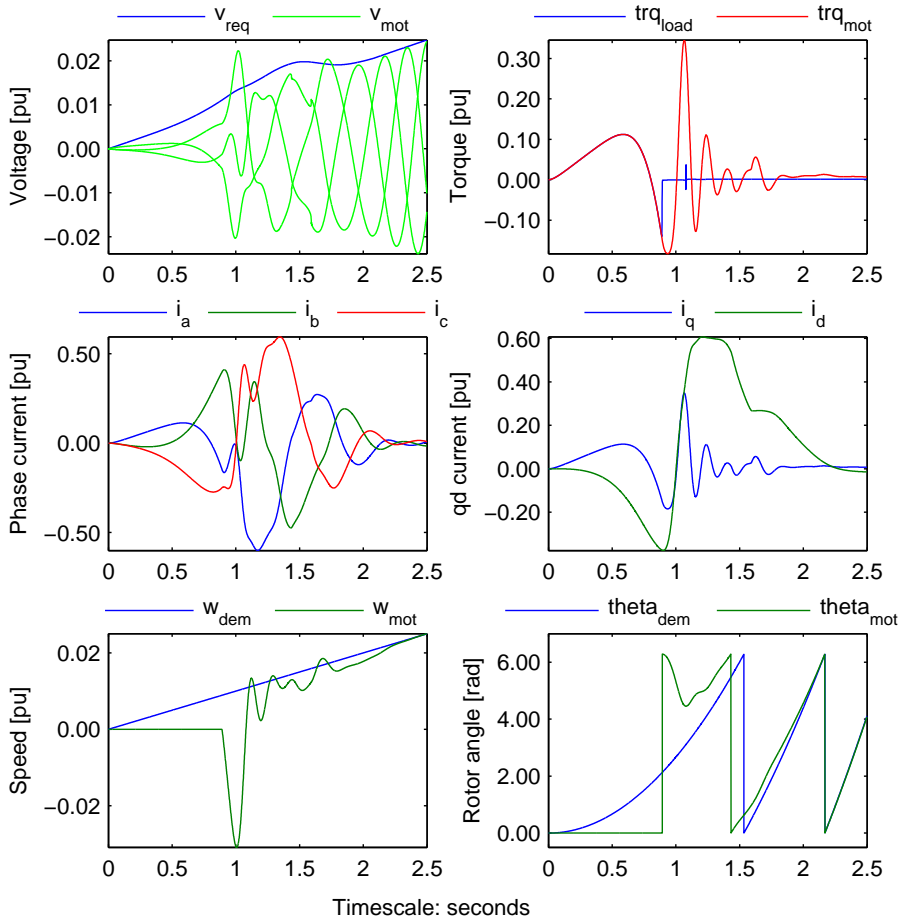 v_req v_mot
trq_load trq_mot
Voltage [pu]
0.02
0.01
0.00
−0.01
−0.02
0 0.5 1 1.5 2 2.5
Torque [pu]
0.30
0.20
0.10
0.00
−0.10
0 0.5 1 1.5 2 2.5
i_a i_b i_c
i_q i_d
Phase current [pu]
0.50
0.00
−0.50
0 0.5 1 1.5 2 2.5
qd current [pu]
0.60
0.40
0.20
0.00
−0.20
0 0.5 1 1.5 2 2.5
w_dem w_mot
theta_dem theta_mot
Speed [pu]
0.02
0.00
−0.02
0 0.5 1 1.5 2 2.5
Rotor angle [rad]
6.00
4.00
2.00
0.00
0 0.5 1 1.5 2 2.5
Timescale: seconds